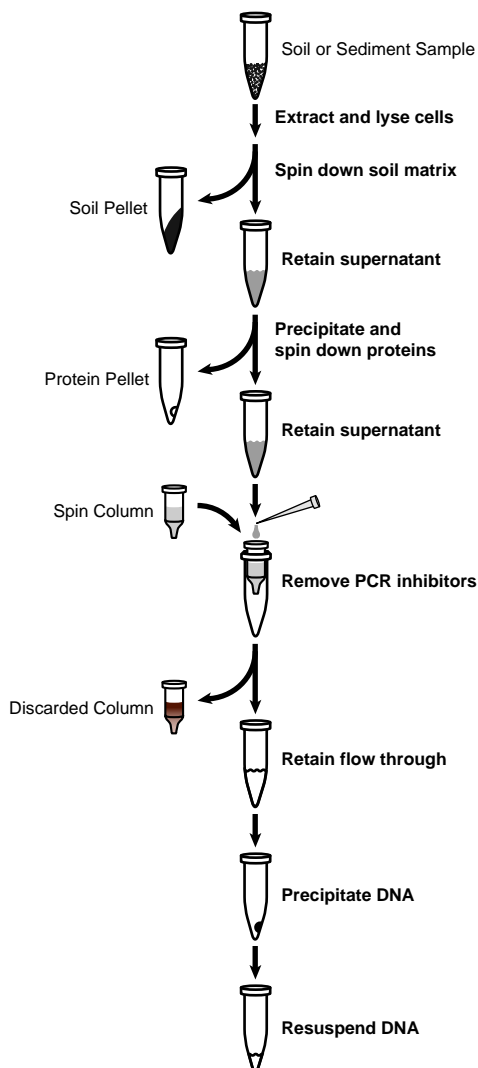 Soil or Sediment Sample
Extract and lyse cells
Spin down soil matrix
Soil Pellet
Retain supernatant
Precipitate and
spin down proteins
Protein Pellet
Retain supernatant
Spin Column
Remove PCR inhibitors
Discarded Column
Retain flow through
Precipitate DNA
Resuspend DNA